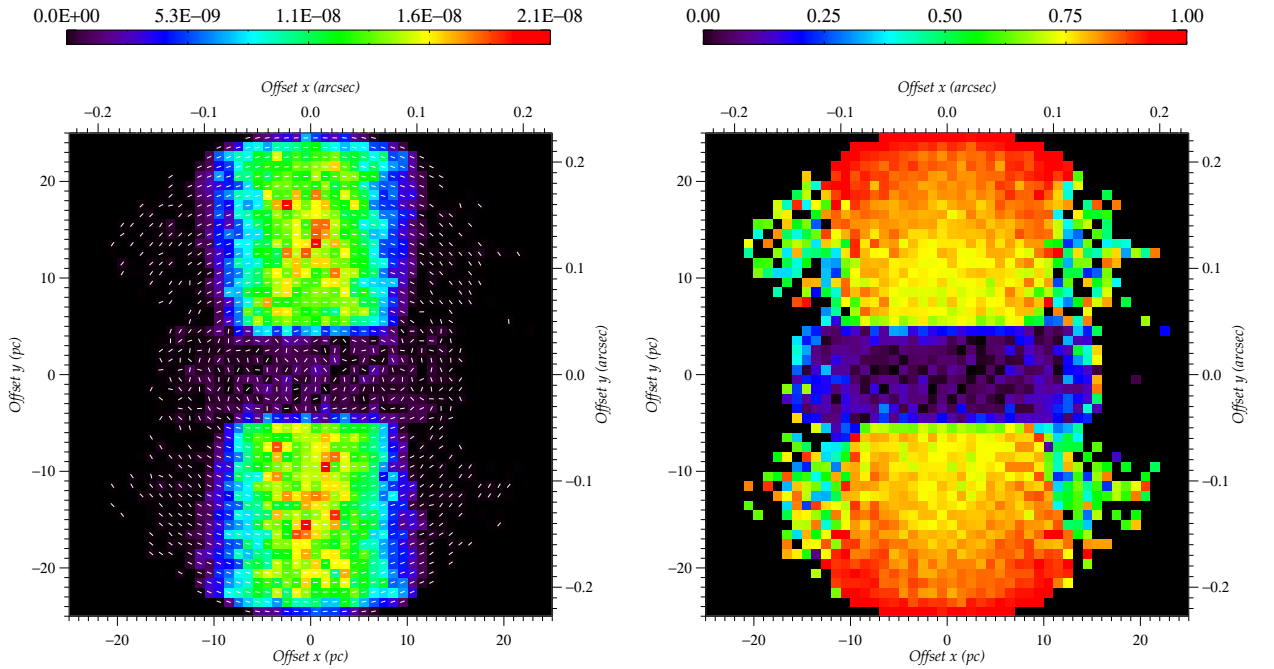 0.0E+00 5.3E−09 1.1E−08 1.6E−08 2.1E−08
0.00 0.25 0.50 0.75 1.00
Offset x (arcsec)
−0.2 −0.1 0.0 0.1 0.2
Offset x (arcsec)
−0.2 −0.1 0.0 0.1 0.2
Offset y (pc)
20
10
0
−10
−20
0.2
0.1
0.0
−0.1
−0.2
Offset y (arcsec)
−20 −10 0 10 20
Offset x (pc)
Offset y (pc)
20
10
0
−10
−20
0.2
0.1
0.0
−0.1
−0.2
Offset y (arcsec)
−20 −10 0 10 20
Offset x (pc)